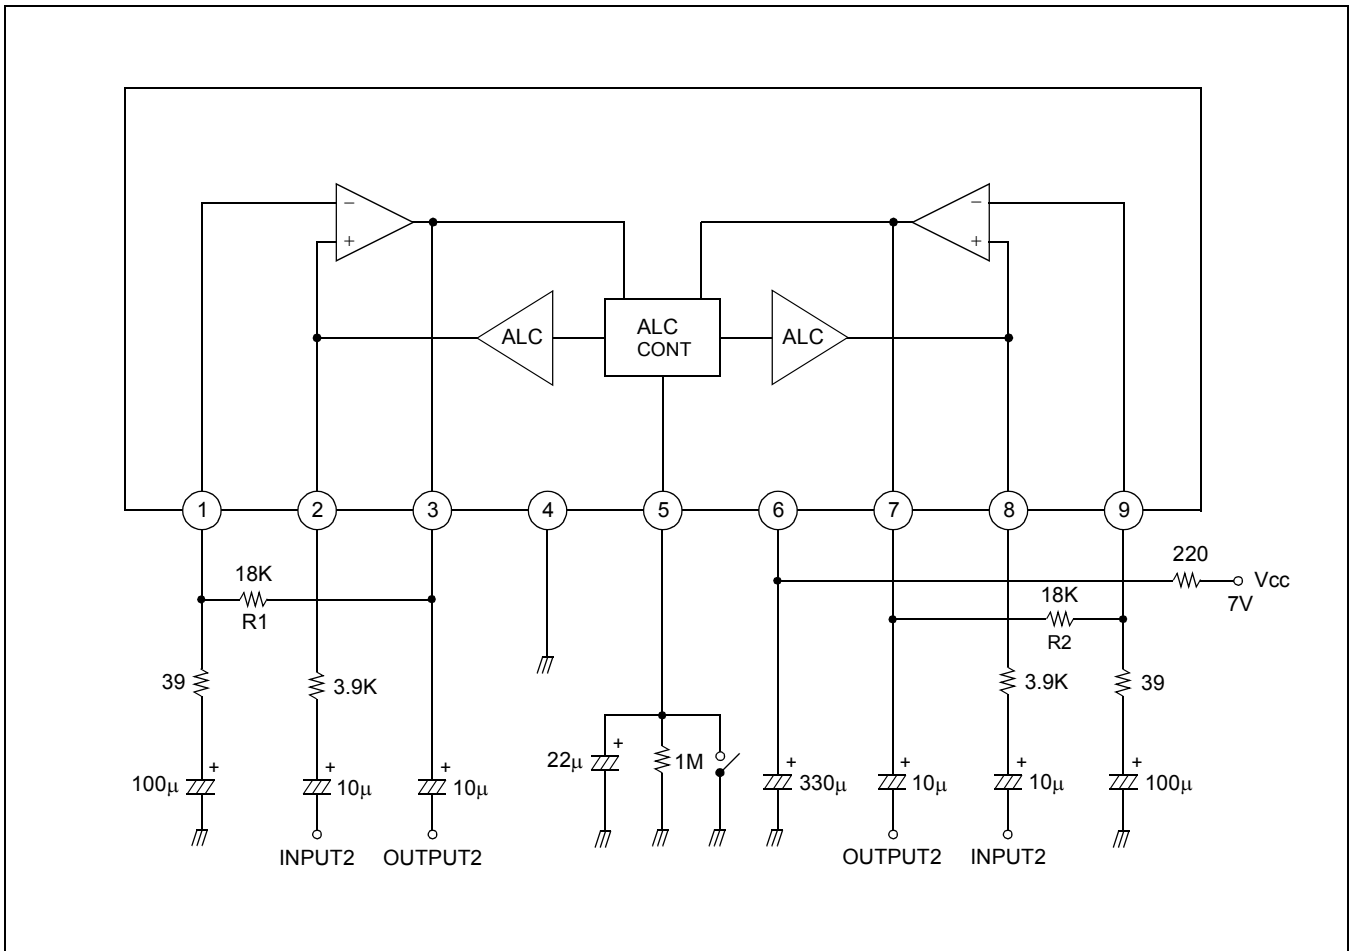 −
+
−
+
ALC
ALC
CONT
ALC
1
2
3
4
5
6
7
8
9
18K
R1
220
Vcc
7V
18K
R2
39
3.9K
3.9K
39
100μ
+
10μ
+
10μ
+
22μ
+
1M
330μ
+
10μ
+
10μ
+
100μ
+
INPUT2
OUTPUT2
OUTPUT2
INPUT2